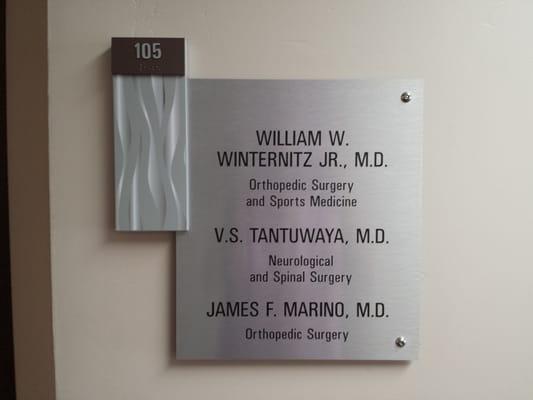 105
WILLIAM W.
WINTERNITZ JR., M.D.
Orthopedic Surgery
and Sports Medicine
V.S. TANTUWAYA, M.D.
Neurological
and Spinal Surgery
JAMES F. MARINO, M.D.
Orthopedic Surgery